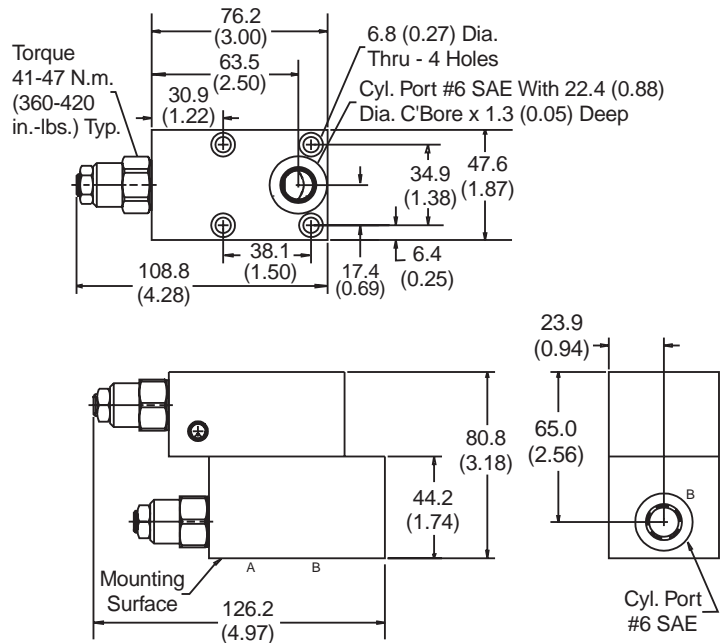 76.2
(3.00)
63.5
(2.50)
30.9
(1.22)
Torque
41-47 N.m.
(360-420
in.-lbs.) Typ.
6.8 (0.27) Dia.
Thru - 4 Holes
Cyl. Port #6 SAE With 22.4 (0.88)
Dia. C'Bore x 1.3 (0.05) Deep
34.9
(1.38)
47.6
(1.87)
38.1
(1.50)
17.4
(0.69)
6.4
(0.25)
108.8
(4.28)
23.9
(0.94)
80.8
(3.18)
65.0
(2.56)
44.2
(1.74)
B
Mounting
Surface
A
B
126.2
(4.97)
Cyl. Port
#6 SAE